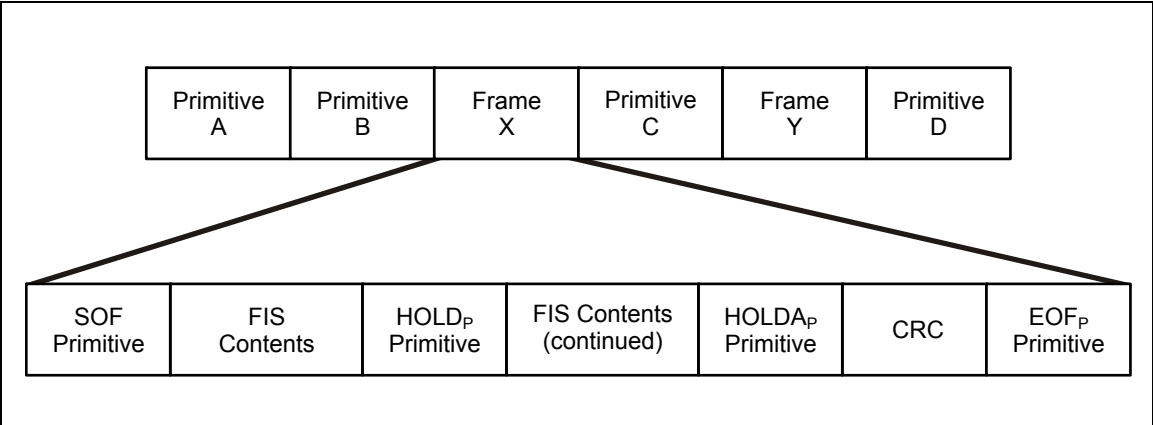 Primitive A
Primitive B
Frame X
Primitive C
Frame Y
Primitive D
SOF Primitive
FIS Contents
HOLDP Primitive
FIS Contents (continued)
HOLDAP Primitive
CRC
EOFP Primitive